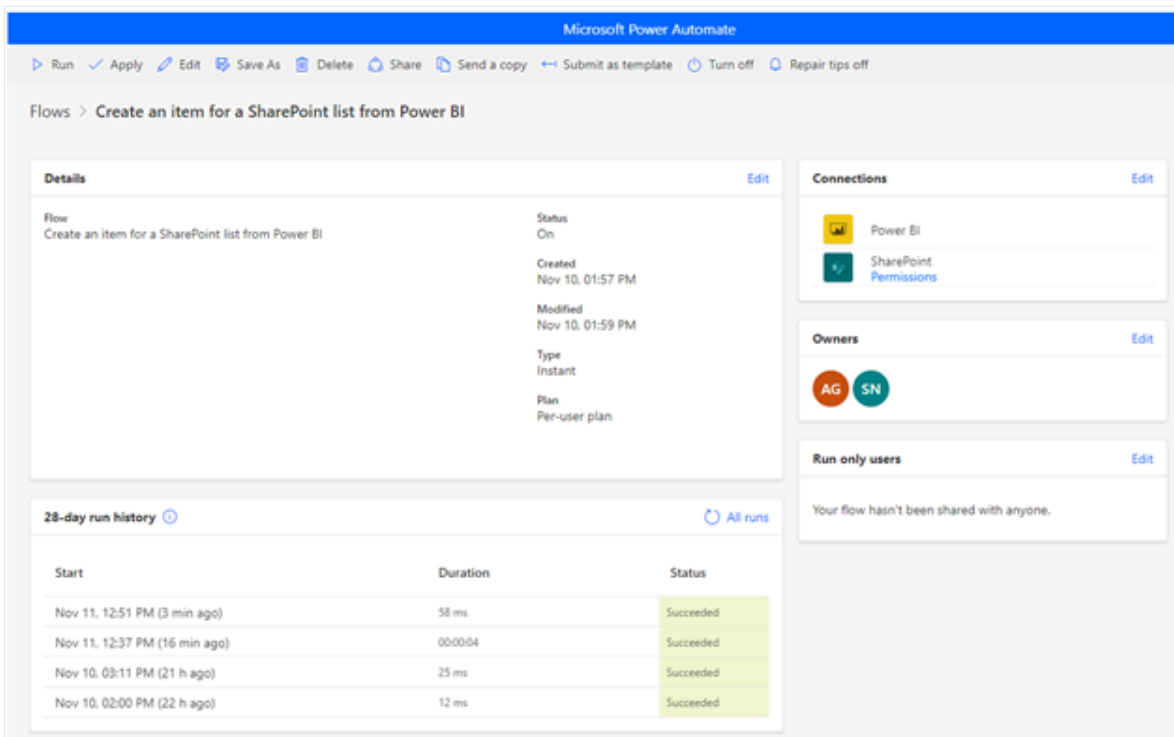 Microsoft Power Automate
Run Apply Edit Save As Delete Share Send a copy Submit as template Turn off Repair tips off
Flows > Create an item for a SharePoint list from Power BI
Details Edit
Flow
Create an item for a SharePoint list from Power BI
Status
On
Created
Nov 10, 01:57 PM
Modified
Nov 10, 01:59 PM
Type
Instant
Plan
Per-user plan
Connections Edit
Power BI
SharePoint
Permissions
Owners Edit
AG SN
Run only users Edit
Your flow hasn't been shared with anyone.
28-day run history All runs
Start Duration Status
Nov 11, 12:51 PM (3 min ago) 58 ms Succeeded
Nov 11, 12:37 PM (16 min ago) 00:00:04 Succeeded
Nov 10, 03:11 PM (21 h ago) 25 ms Succeeded
Nov 10, 02:00 PM (22 h ago) 12 ms Succeeded